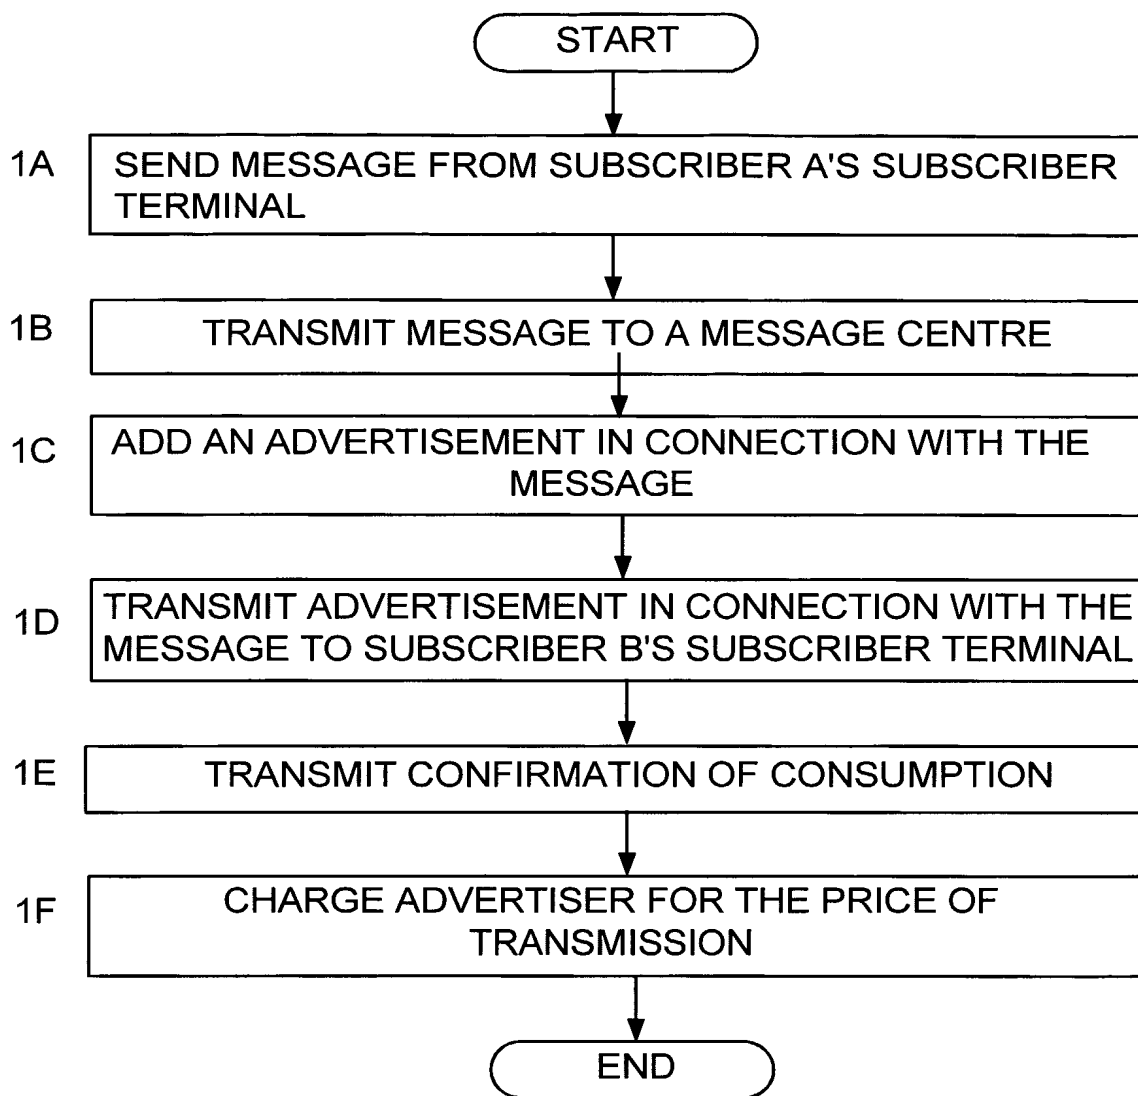 START
1A
SEND MESSAGE FROM SUBSCRIBER A'S SUBSCRIBER
TERMINAL
1B
TRANSMIT MESSAGE TO A MESSAGE CENTRE
1C
ADD AN ADVERTISEMENT IN CONNECTION WITH THE
MESSAGE
1D
TRANSMIT ADVERTISEMENT IN CONNECTION WITH THE
MESSAGE TO SUBSCRIBER B'S SUBSCRIBER TERMINAL
1E
TRANSMIT CONFIRMATION OF CONSUMPTION
1F
CHARGE ADVERTISER FOR THE PRICE OF
TRANSMISSION
END